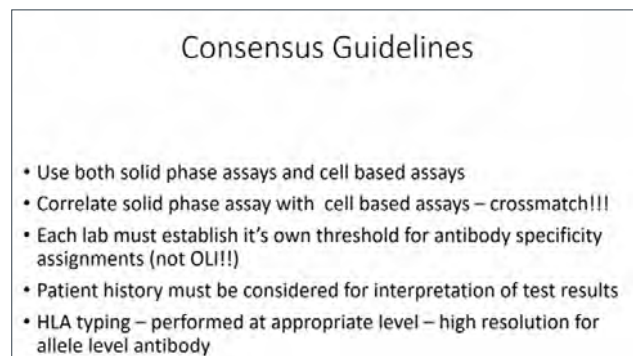 Consensus Guidelines
• Use both solid phase assays and cell based assays
• Correlate solid phase assay with cell based assays – crossmatch!!!
• Each lab must establish it's own threshold for antibody specificity
assignments (not OLI!!)
• Patient history must be considered for interpretation of test results
• HLA typing – performed at appropriate level – high resolution for
allele level antibody